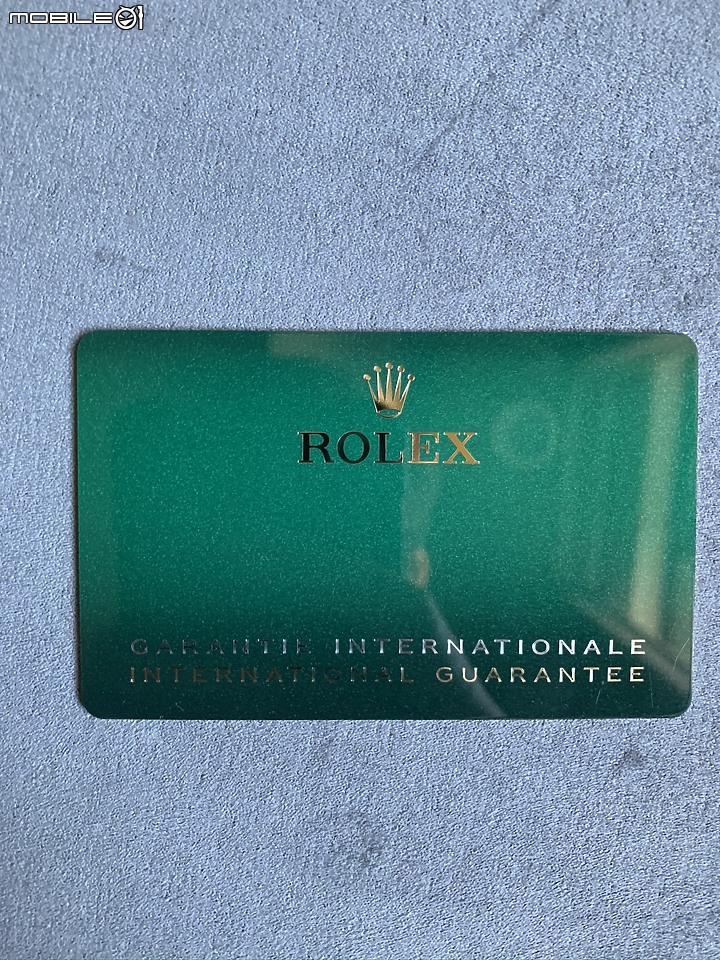 MOBILE01
ROLEX
GARANTIE INTERNATIONALE
INTERNATIONAL GUARANTEE